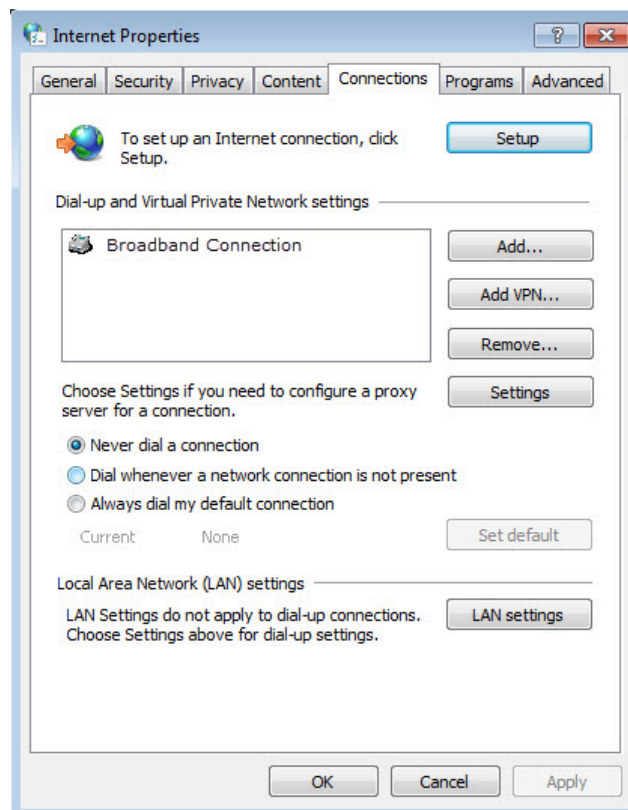 Internet Properties
General Security Privacy Content Connections Programs Advanced
To set up an Internet connection, click
Setup.
Setup
Dial-up and Virtual Private Network settings
Broadband Connection
Add...
Add VPN...
Remove...
Choose Settings if you need to configure a proxy
server for a connection.
Settings
Never dial a connection
Dial whenever a network connection is not present
Always dial my default connection
Current None
Set default
Local Area Network (LAN) settings
LAN Settings do not apply to dial-up connections.
Choose Settings above for dial-up settings.
LAN settings
OK Cancel Apply